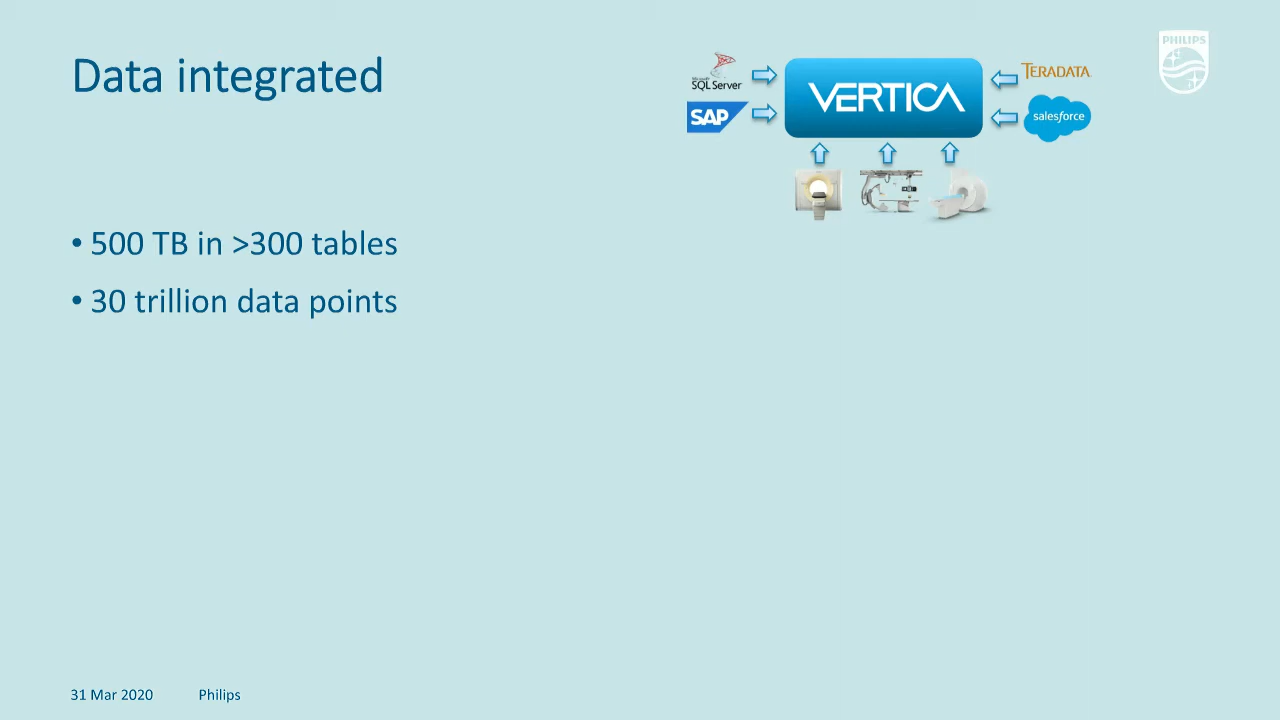 Data integrated
Microsoft
SQL Server
SAP
VERTICA
TERADATA
salesforce
PHILIPS
• 500 TB in >300 tables
• 30 trillion data points
31 Mar 2020 Philips